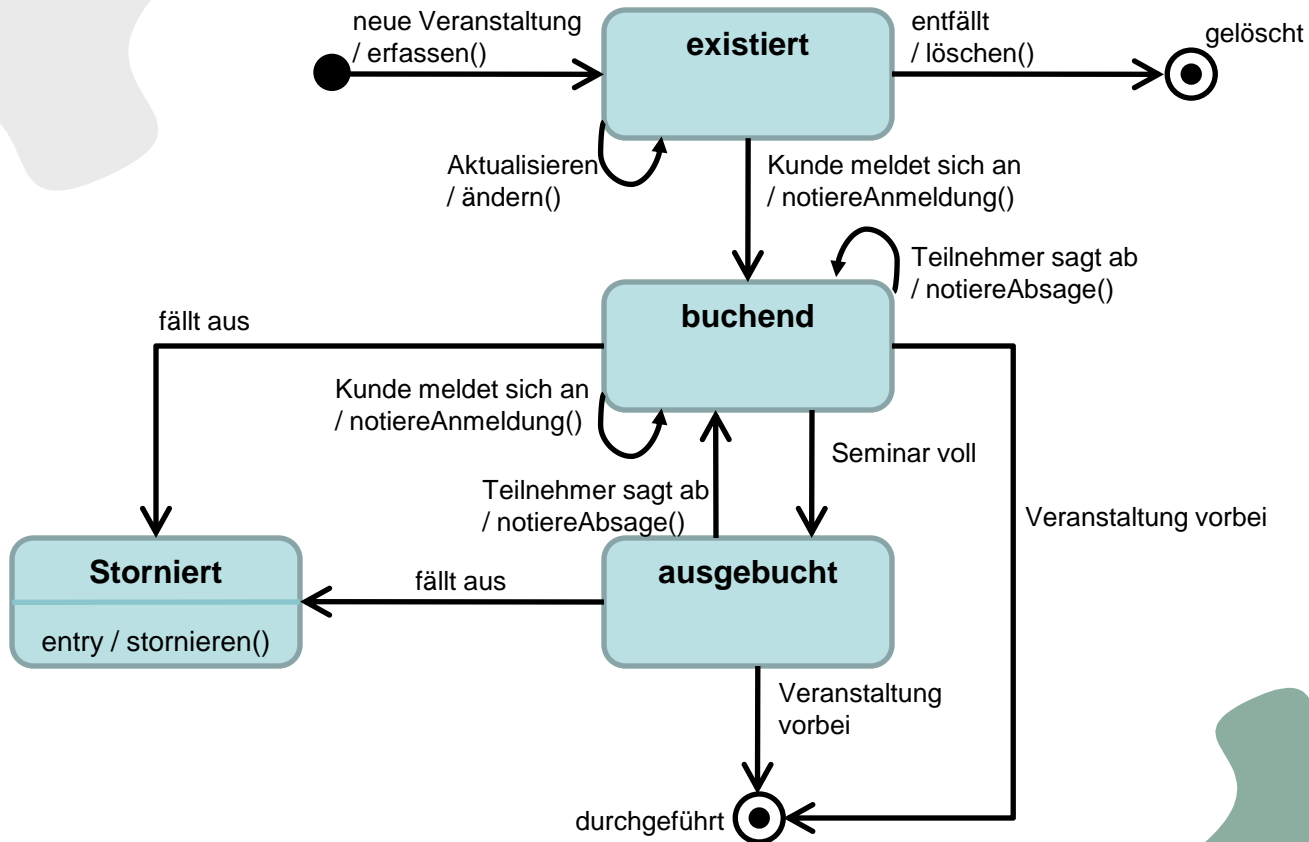 neue Veranstaltung
/ erfassen()
existiert
entfällt
/ löschen()
gelöscht
Aktualisieren
/ ändern()
Kunde meldet sich an
/ notiereAnmeldung()
Teilnehmer sagt ab
/ notiereAbsage()
buchend
fällt aus
Kunde meldet sich an
/ notiereAnmeldung()
Seminar voll
Teilnehmer sagt ab
/ notiereAbsage()
Veranstaltung vorbei
Storniert
entry / stornieren()
fällt aus
ausgebucht
Veranstaltung
vorbei
durchgeführt